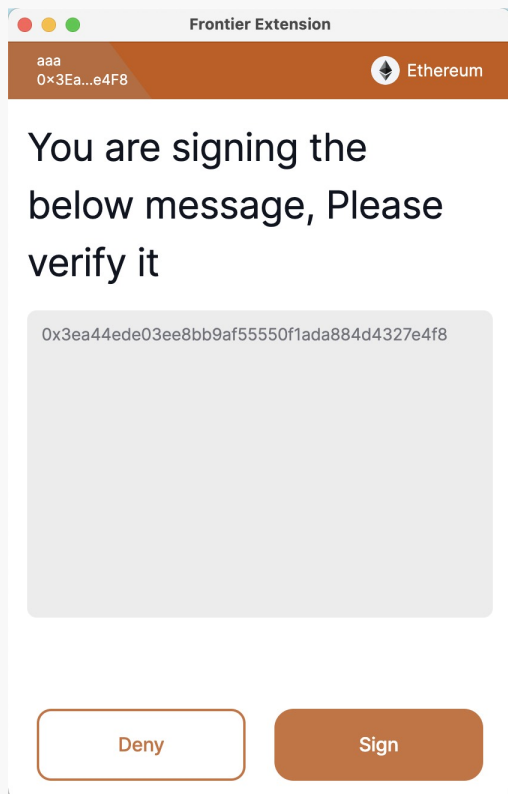 Frontier Extension
aaa
0×3Ea...e4F8
Ethereum
You are signing the
below message, Please
verify it
0x3ea44ede03ee8bb9af55550f1ada884d4327e4f8
Deny
Sign